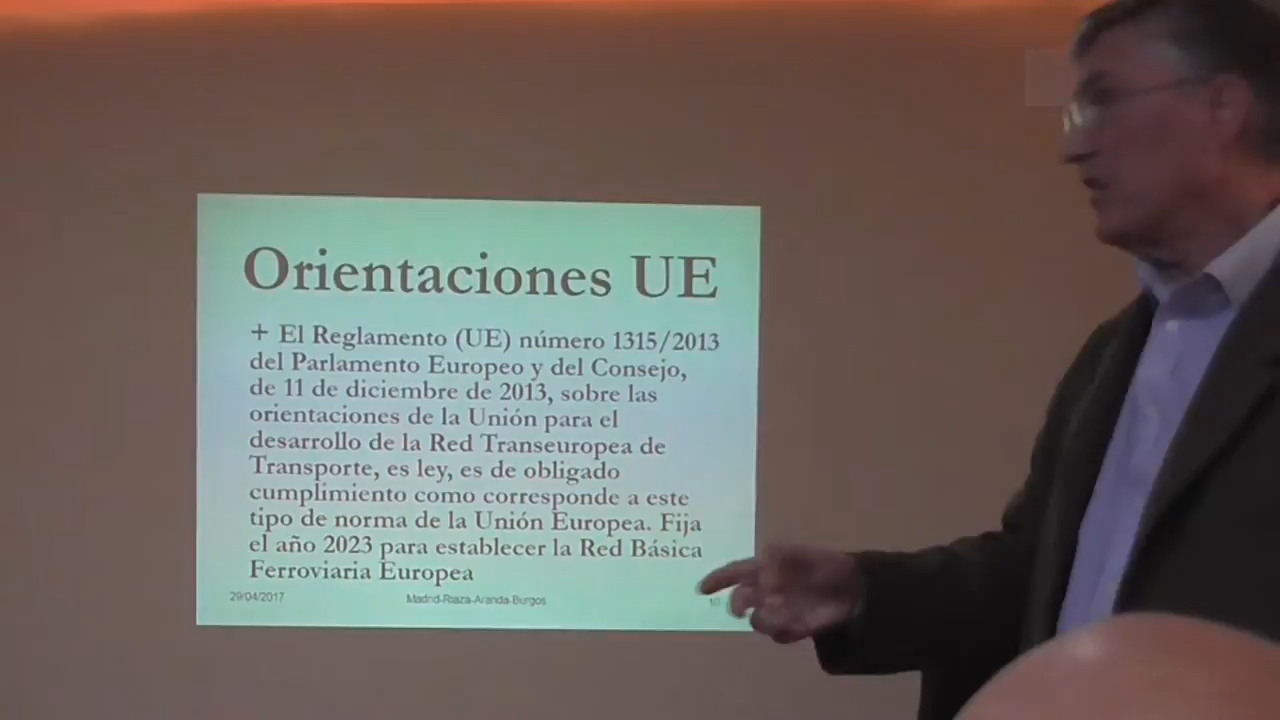 Orientaciones UE
+ El Reglamento (UE) número 1315/2013
del Parlamento Europeo y del Consejo,
de 11 de diciembre de 2013, sobre las
orientaciones de la Unión para el
desarrollo de la Red Transeuropea de
Transporte, es ley, es de obligado
cumplimiento como corresponde a este
tipo de norma de la Unión Europea. Fija
el año 2023 para establecer la Red Básica
Ferroviaria Europea
29/04/2017
Madrid-Riaza-Aranda-Burgos